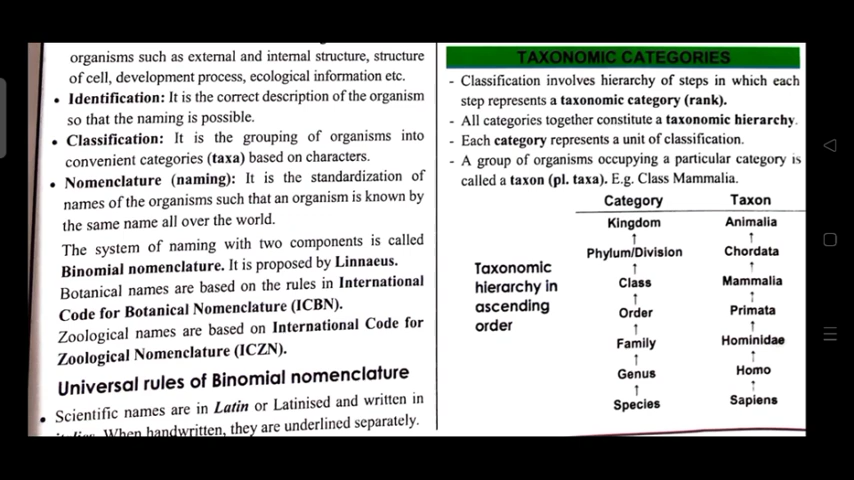 organisms such as external and internal structure, structure
of cell, development process, ecological information etc.
• Identification: It is the correct description of the organism
so that the naming is possible.
• Classification: It is the grouping of organisms into
convenient categories (taxa) based on characters.
• Nomenclature (naming): It is the standardization of
names of the organisms such that an organism is known by
the same name all over the world.
The system of naming with two components is called
Binomial nomenclature. It is proposed by Linnaeus.
Botanical names are based on the rules in International
Code for Botanical Nomenclature (ICBN).
Zoological names are based on International Code for
Zoological Nomenclature (ICZN).
Universal rules of Binomial nomenclature
• Scientific names are in Latin or Latinised and written in
When handwritten, they are underlined separately.
TAXONOMIC CATEGORIES
- Classification involves hierarchy of steps in which each
step represents a taxonomic category (rank).
- All categories together constitute a taxonomic hierarchy.
- Each category represents a unit of classification.
- A group of organisms occupying a particular category is
called a taxon (pl. taxa). E.g. Class Mammalia.
Category Taxon
Kingdom Animalia
↑ ↑
Phylum/Division Chordata
↑ ↑
Class Mammalia
↑ ↑
Order Primata
↑ ↑
Family Hominidae
↑ ↑
Genus Homo
↑ ↑
Species Sapiens
Taxonomic
hierarchy in
ascending
order